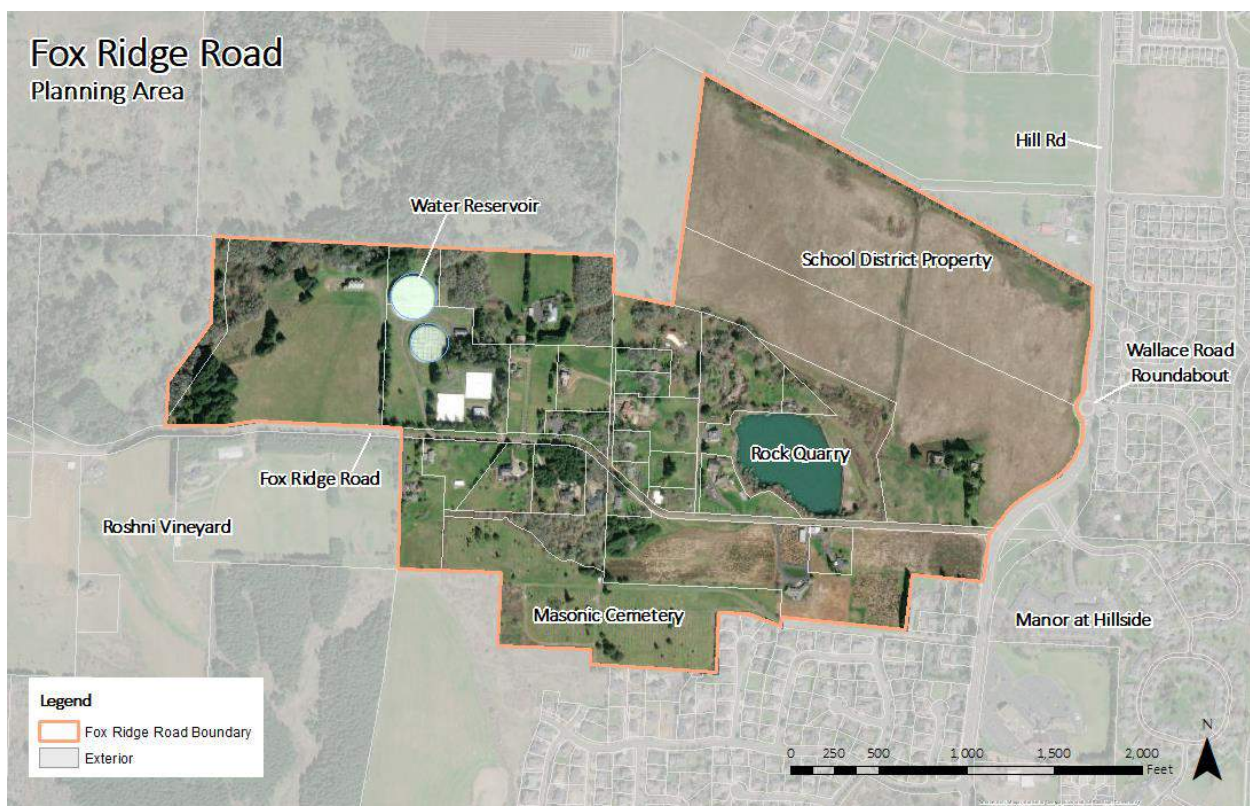 Fox Ridge Road
Planning Area
Hill Rd
Water Reservoir
School District Property
Wallace Road
Roundabout
Rock Quarry
Fox Ridge Road
Roshni Vineyard
Masonic Cemetery
Manor at Hillside
Legend
Fox Ridge Road Boundary
Exterior
N
0 250 500 1,000 1,500 2,000
Feet